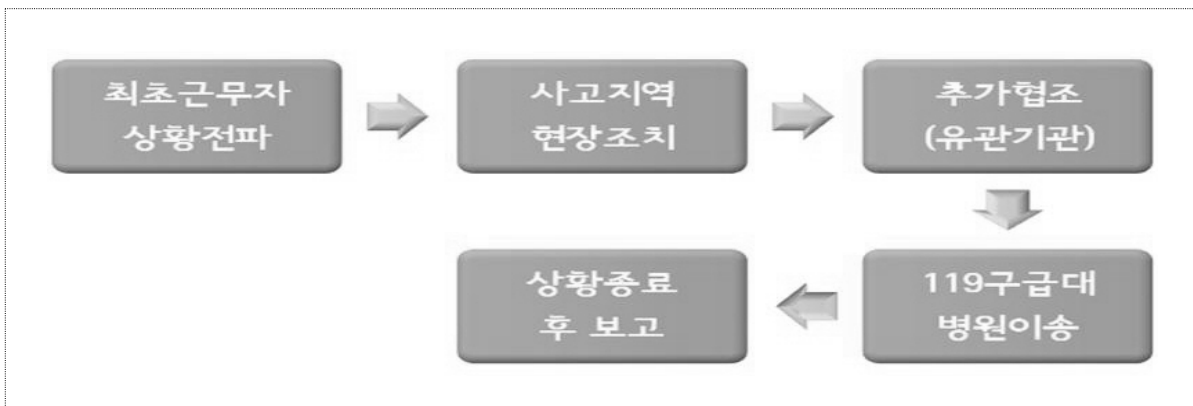 최초근무자
상황전파
사고지역
현장조치
추가협조
(유관기관)
119구급대
병원이송
상황종료
후 보고